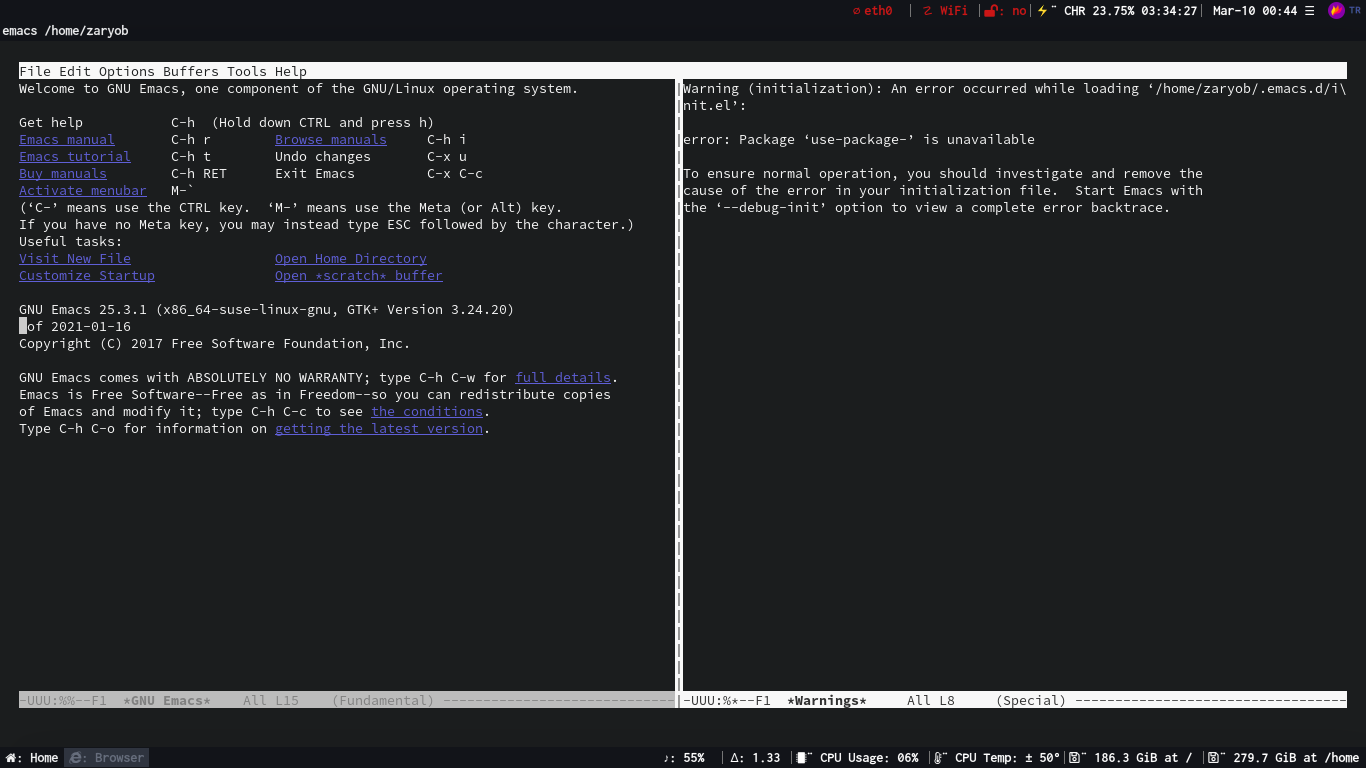 eth0 | WiFi | : no | CHR 23.75% 03:34:27 | Mar-10 00:44 ☰ TR
emacs /home/zaryob
File Edit Options Buffers Tools Help
Welcome to GNU Emacs, one component of the GNU/Linux operating system.
Get help C-h (Hold down CTRL and press h)
Emacs manual C-h r Browse manuals C-h i
Emacs tutorial C-h t Undo changes C-x u
Buy manuals C-h RET Exit Emacs C-x C-c
Activate menubar M-`
(‘C-’ means use the CTRL key. ‘M-’ means use the Meta (or Alt) key.
If you have no Meta key, you may instead type ESC followed by the character.)
Useful tasks:
Visit New File Open Home Directory
Customize Startup Open *scratch* buffer
GNU Emacs 25.3.1 (x86_64-suse-linux-gnu, GTK+ Version 3.24.20)
of 2021-01-16
Copyright (C) 2017 Free Software Foundation, Inc.
GNU Emacs comes with ABSOLUTELY NO WARRANTY; type C-h C-w for full details.
Emacs is Free Software--Free as in Freedom--so you can redistribute copies
of Emacs and modify it; type C-h C-c to see the conditions.
Type C-h C-o for information on getting the latest version.
-UUU:%%--F1 *GNU Emacs* All L15 (Fundamental) -----------------------------
Warning (initialization): An error occurred while loading ‘/home/zaryob/.emacs.d/i\
nit.el’:
error: Package ‘use-package-’ is unavailable
To ensure normal operation, you should investigate and remove the
cause of the error in your initialization file. Start Emacs with
the ‘--debug-init’ option to view a complete error backtrace.
-UUU:%*--F1 *Warnings* All L8 (Special) ----------------------------------
: Home : Browser ♪: 55% | Δ: 1.33 | CPU Usage: 06% | CPU Temp: ± 50° | 186.3 GiB at / | 279.7 GiB at /home